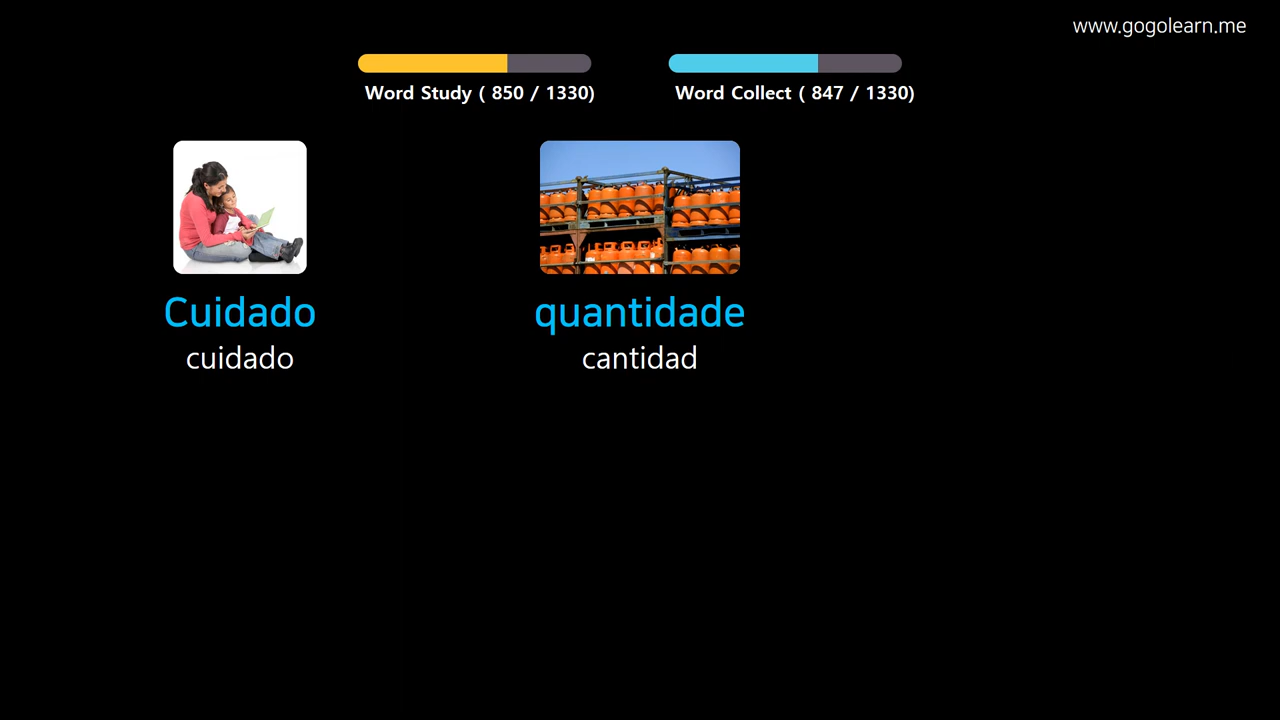 www.gogolearn.me
Word Study ( 850 / 1330)
Word Collect ( 847 / 1330)
Cuidado
cuidado
quantidade
cantidad